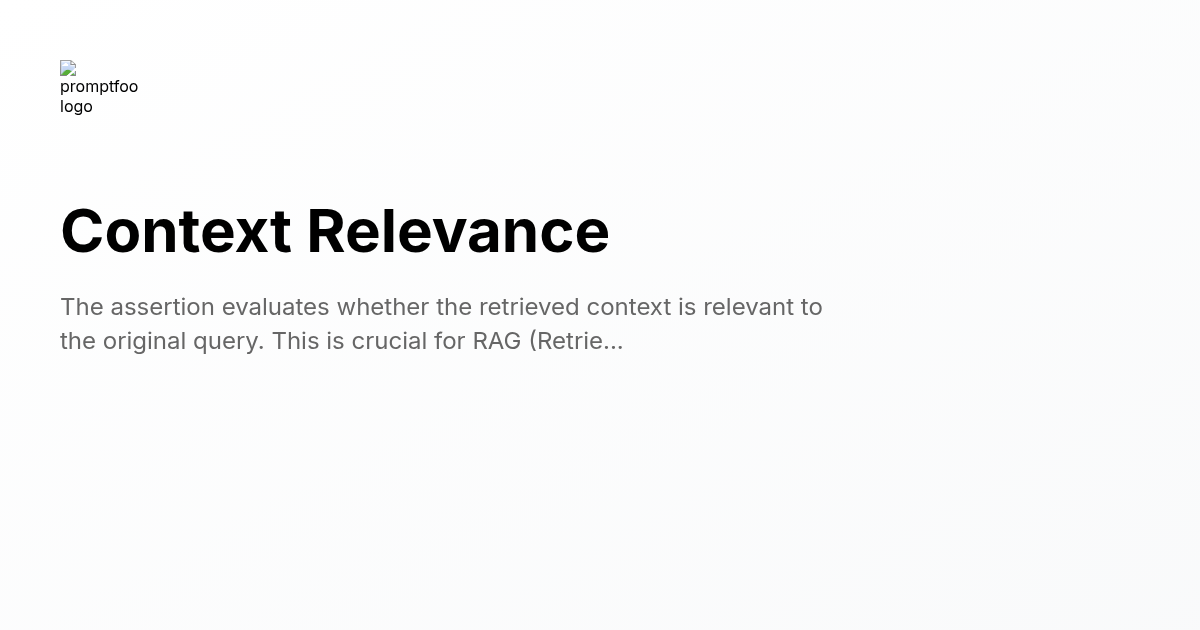 promptfoo
logo
Context Relevance
The assertion evaluates whether the retrieved context is relevant to
the original query. This is crucial for RAG (Retrie...